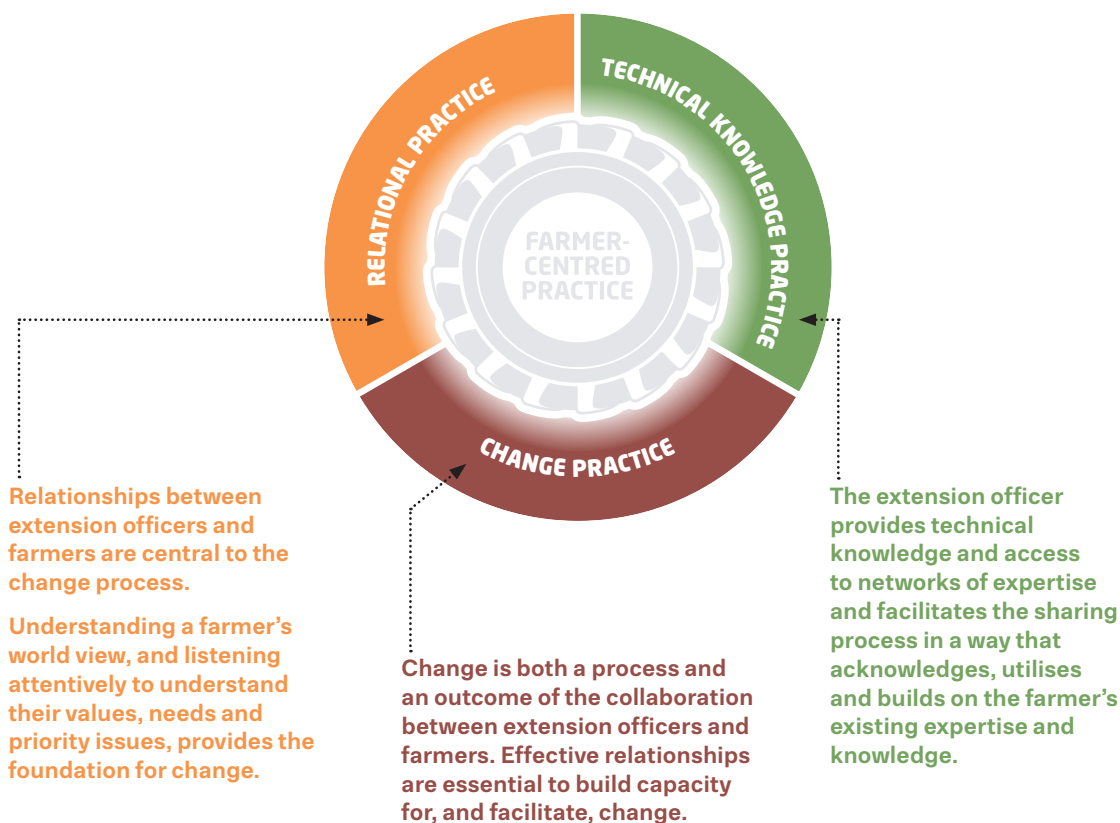 RELATIONAL PRACTICE
TECHNICAL KNOWLEDGE PRACTICE
FARMER-
CENTRED
PRACTICE
CHANGE PRACTICE
Relationships between
extension officers and
farmers are central to the
change process.
Understanding a farmer’s
world view, and listening
attentively to understand
their values, needs and
priority issues, provides the
foundation for change.
Change is both a process and
an outcome of the collaboration
between extension officers and
farmers. Effective relationships
are essential to build capacity
for, and facilitate, change.
The extension officer
provides technical
knowledge and access
to networks of expertise
and facilitates the sharing
process in a way that
acknowledges, utilises
and builds on the farmer’s
existing expertise and
knowledge.